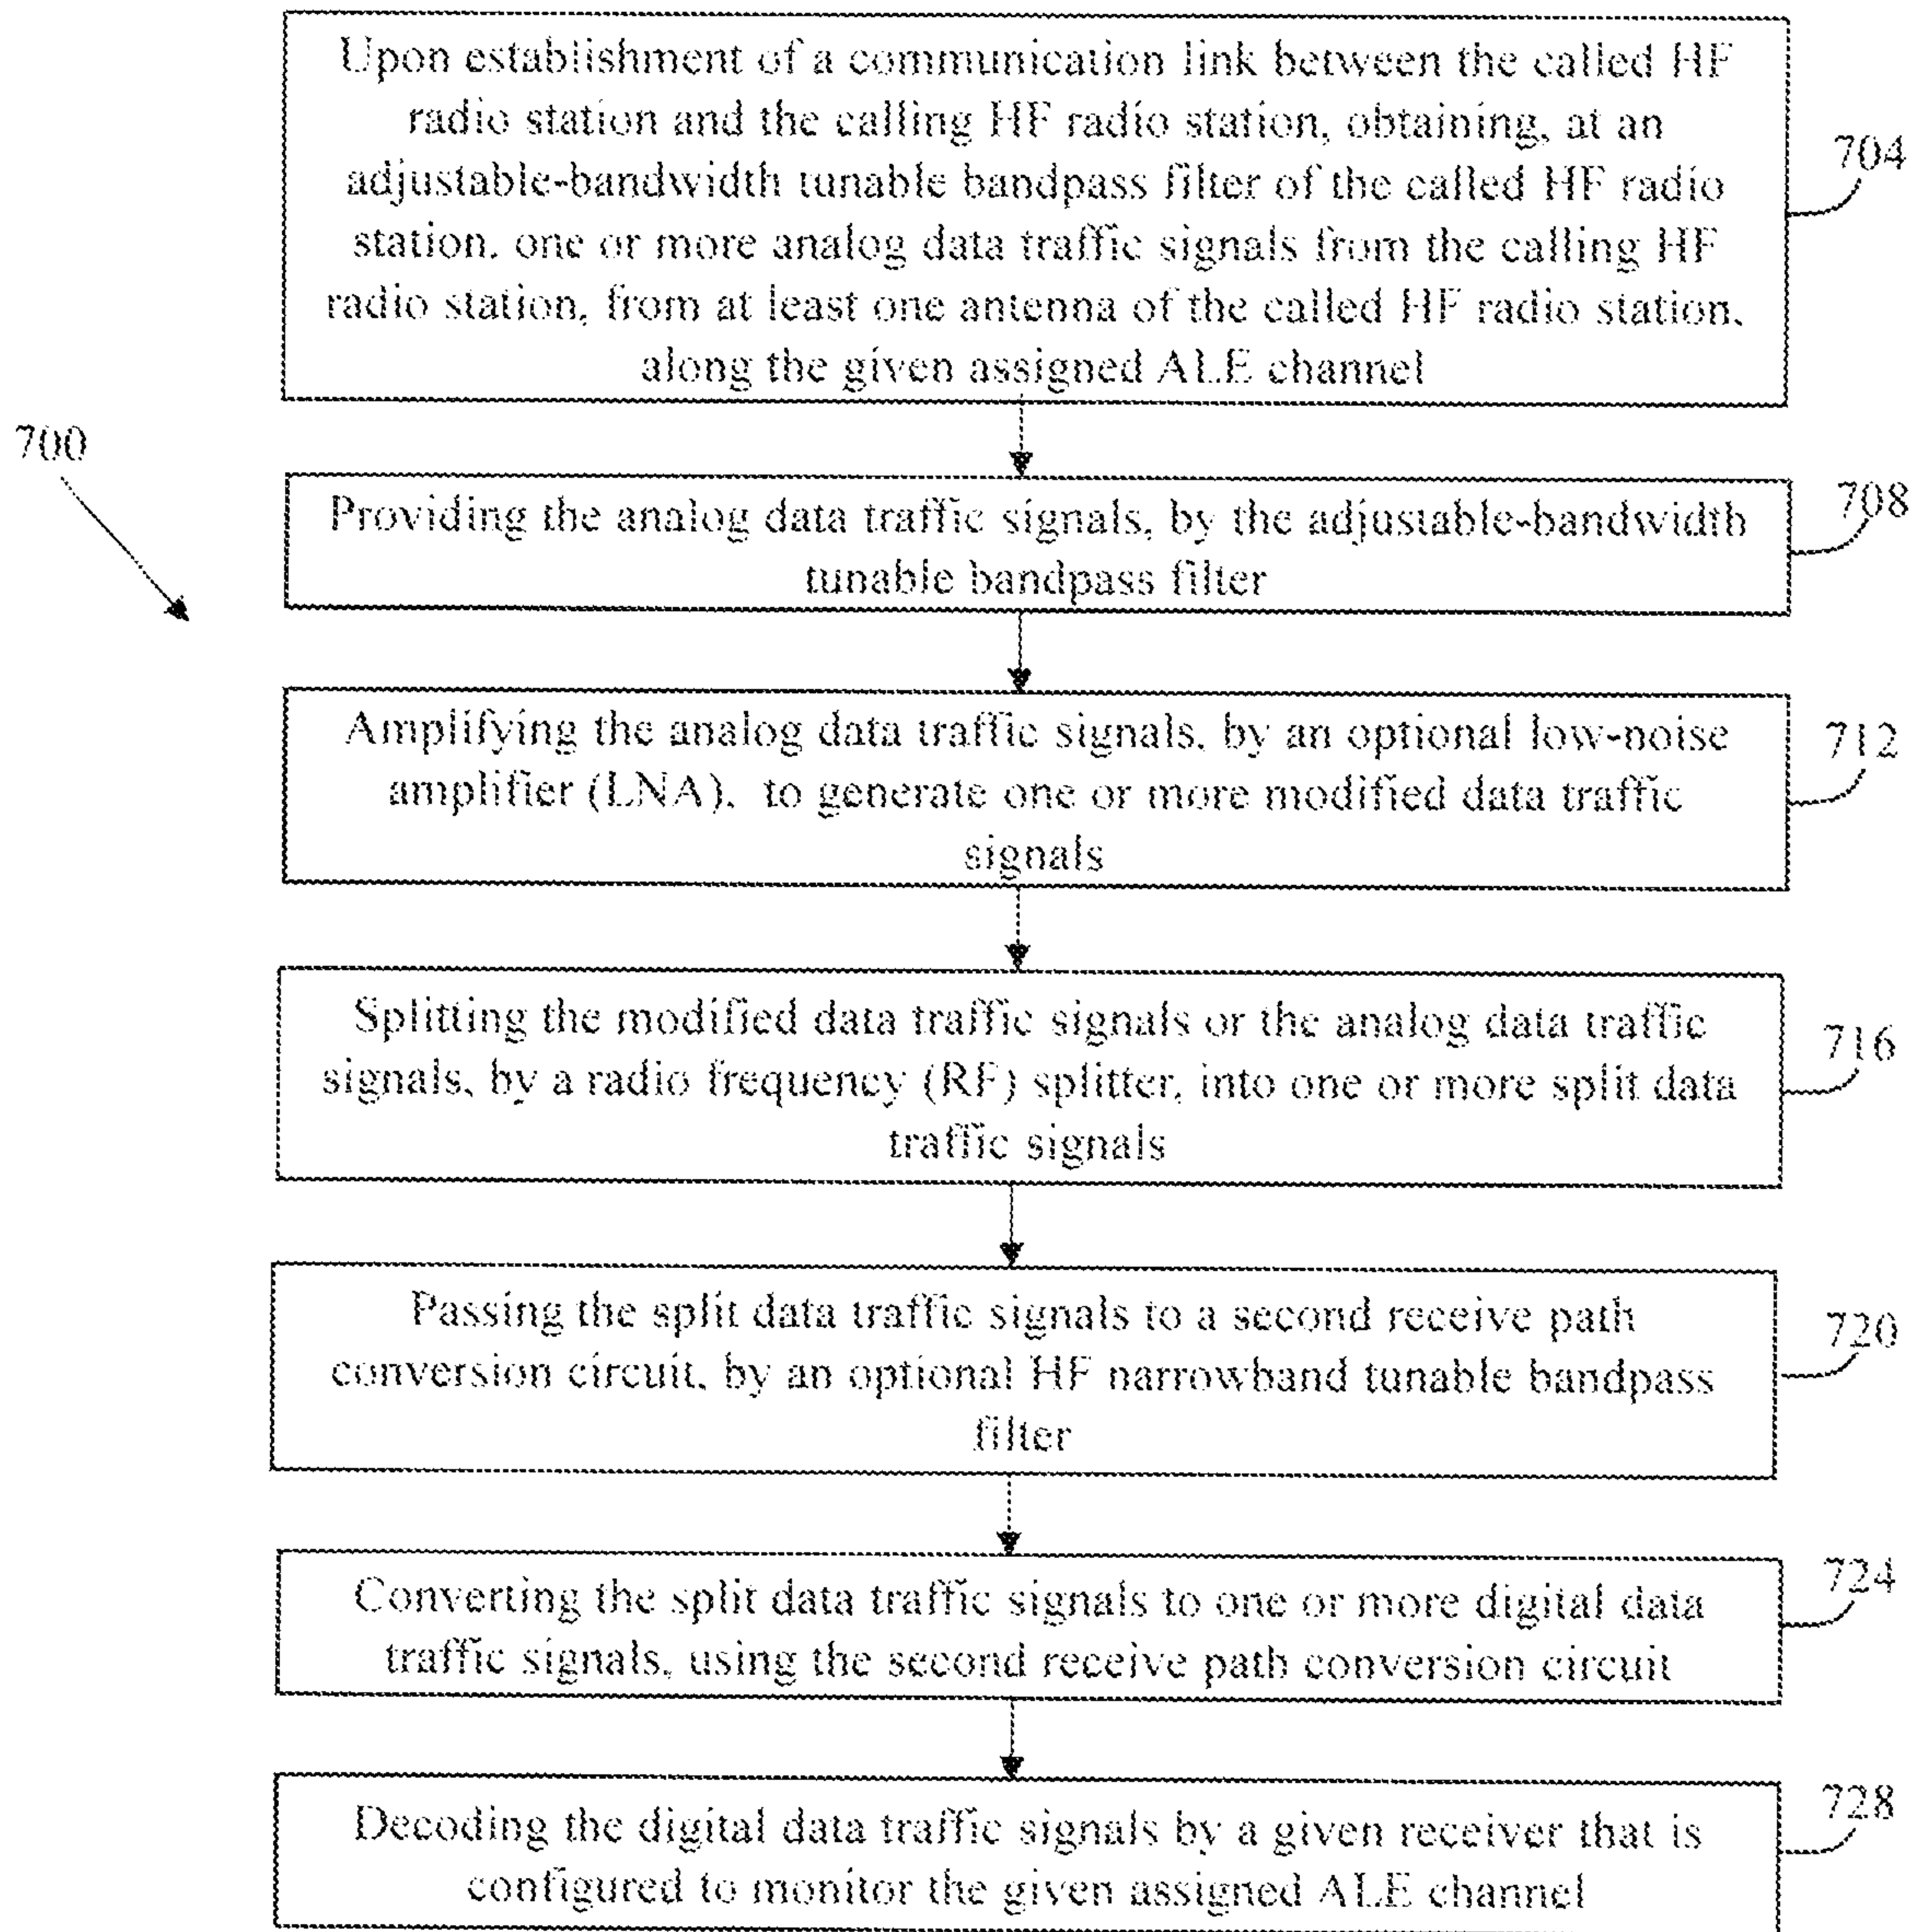 Upon establishment of a communication link between the called HF
radio station and the calling HF radio station, obtaining, at an
adjustable-bandwidth tunable bandpass filter of the called HF radio
station, one or more analog data traffic signals from the calling HF
radio station, from at least one antenna of the called HF radio station,
along the given assigned ALE channel
704
700
Providing the analog data traffic signals, by the adjustable-bandwidth
tunable bandpass filter
708
Amplifying the analog data traffic signals, by an optional low-noise
amplifier (LNA), to generate one or more modified data traffic
signals
712
Splitting the modified data traffic signals or the analog data traffic
signals, by a radio frequency (RF) splitter, into one or more split data
traffic signals
716
Passing the split data traffic signals to a second receive path
conversion circuit, by an optional HF narrowband tunable bandpass
filter
720
Converting the split data traffic signals to one or more digital data
traffic signals, using the second receive path conversion circuit
724
Decoding the digital data traffic signals by a given receiver that is
configured to monitor the given assigned ALE channel
728